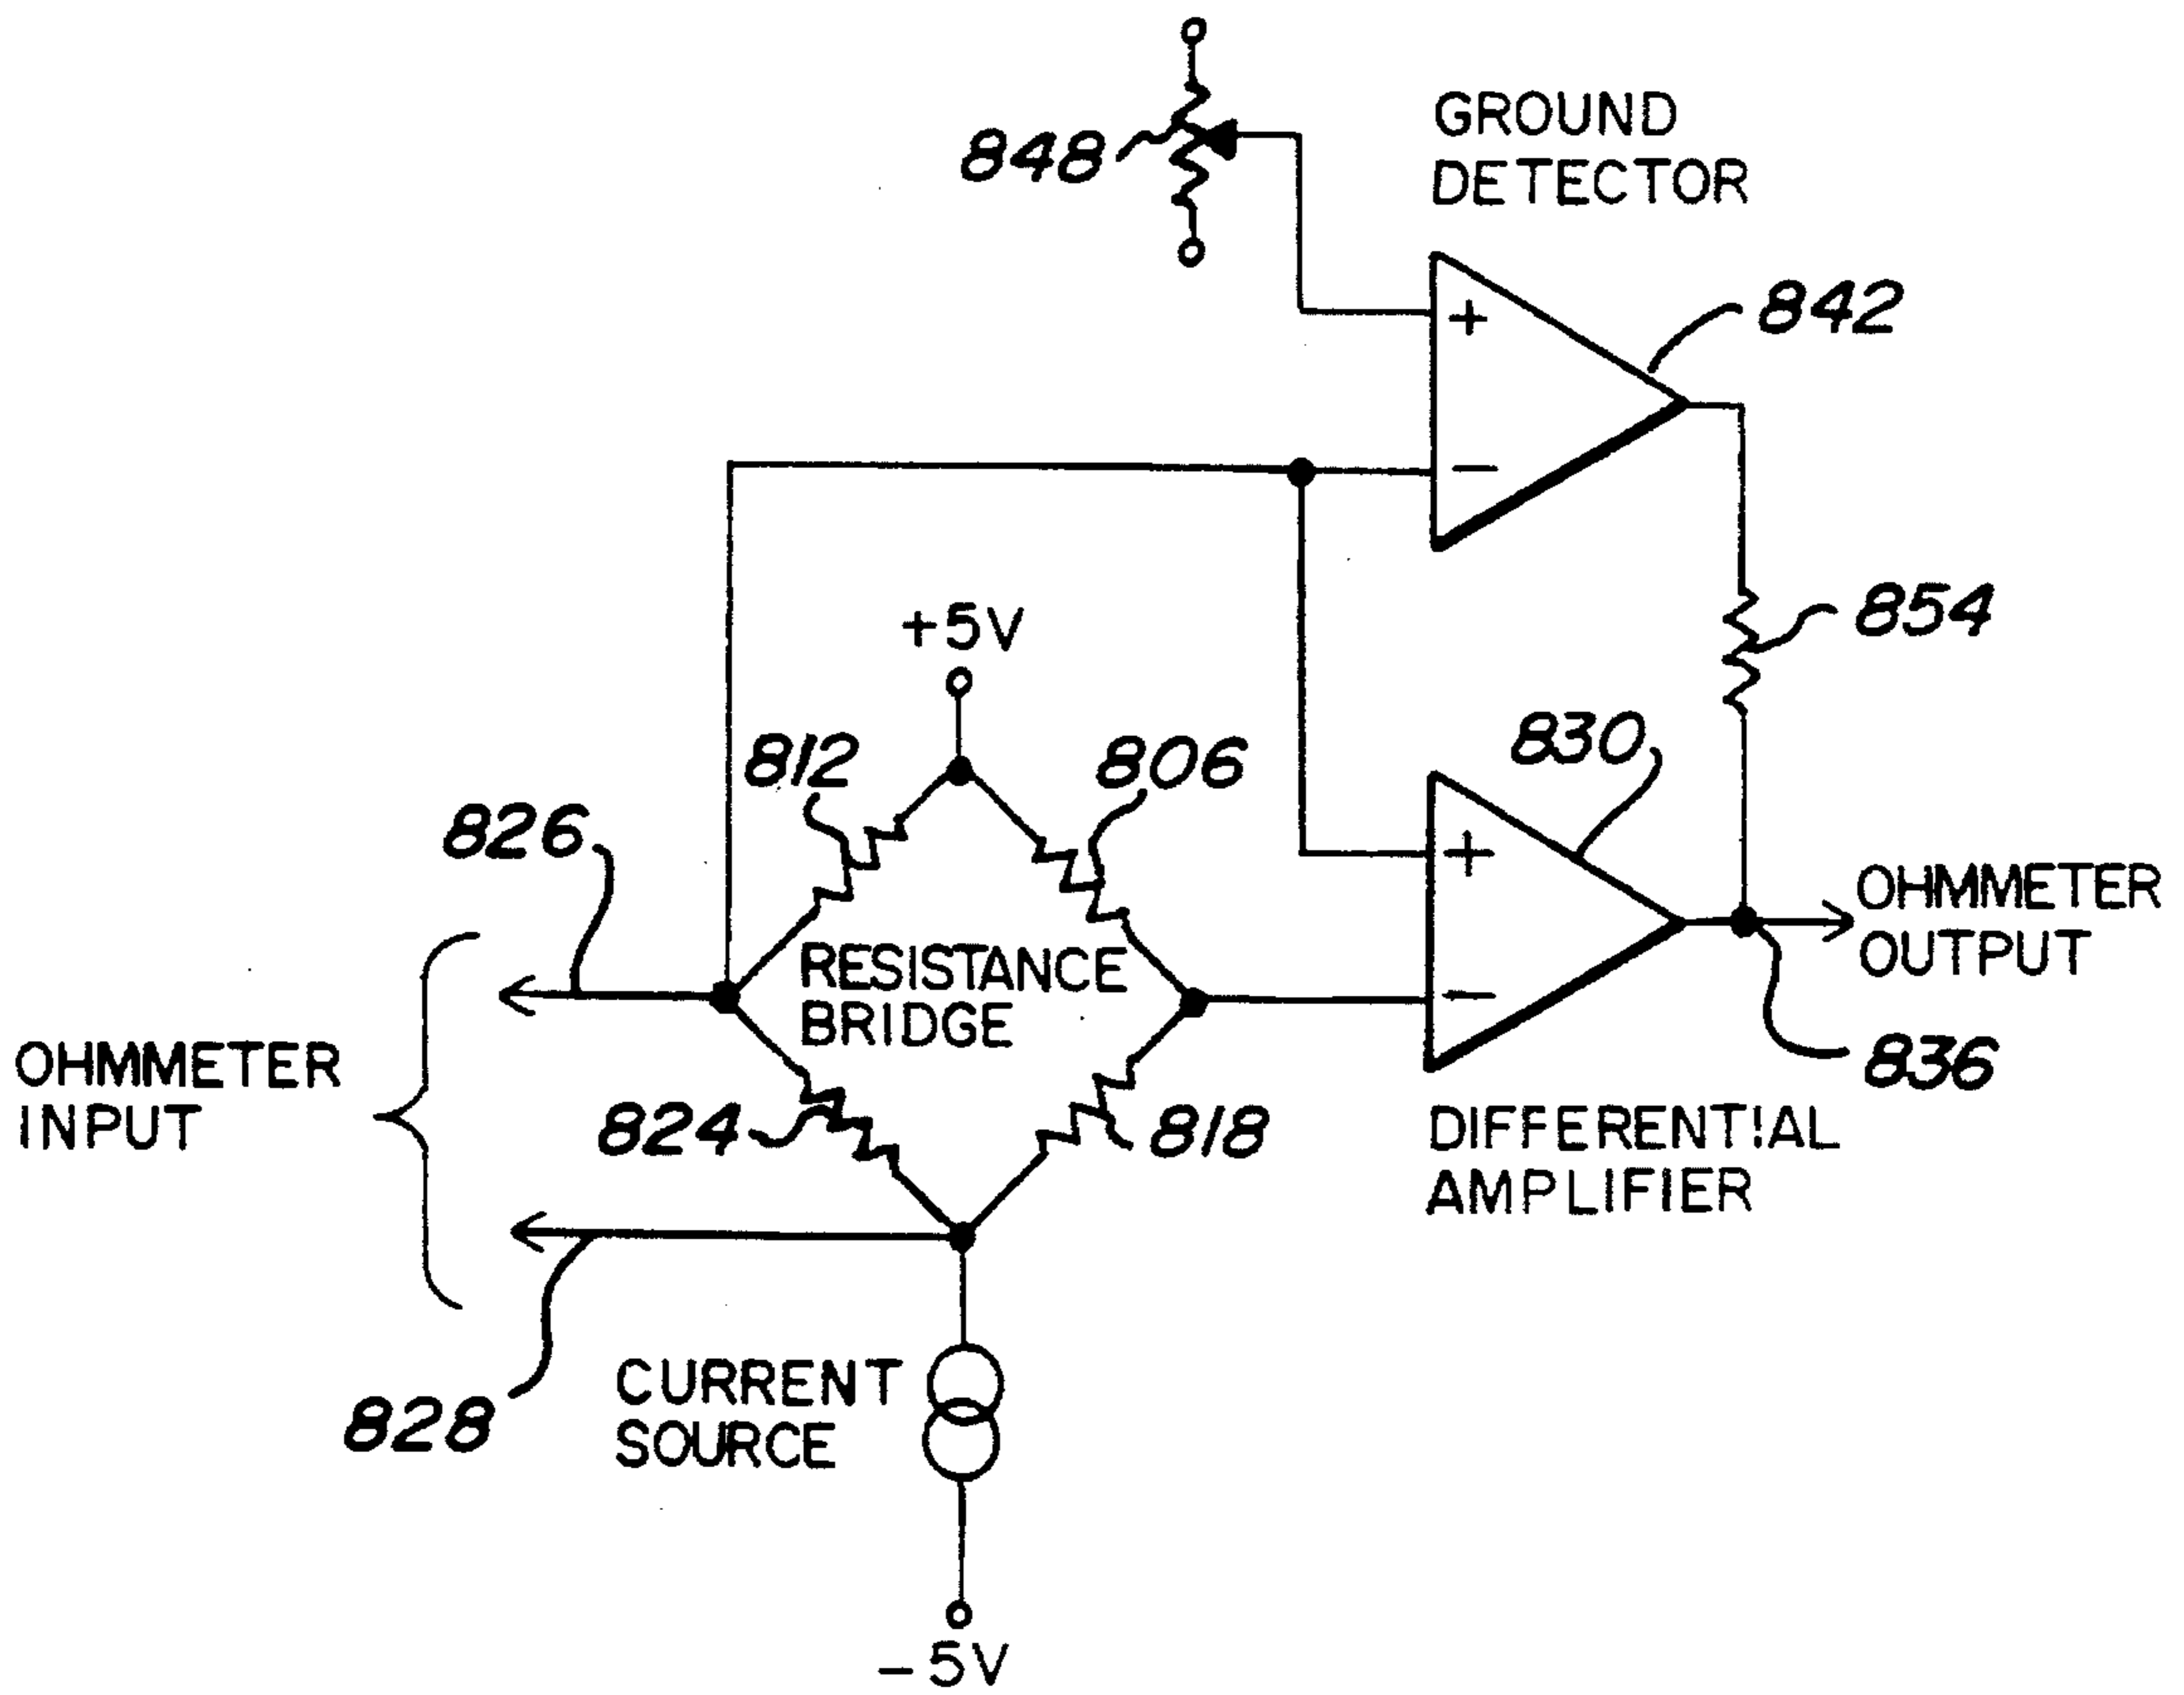 848
GROUND
DETECTOR
+
842
−
+5V
854
812
806
830
826
+
OHMMETER
OUTPUT
RESISTANCE
BRIDGE
−
OHMMETER
INPUT
836
824
818
DIFFERENTIAL
AMPLIFIER
828
CURRENT
SOURCE
−5V